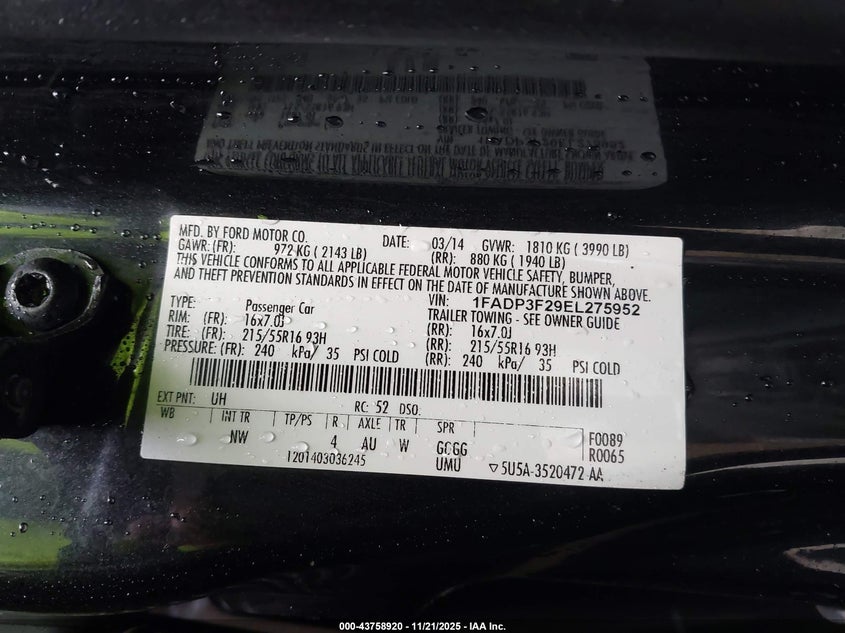 MFD. BY FORD MOTOR CO. DATE: 03/14 GVWR: 1810 KG ( 3990 LB)
GAWR: (FR): 972 KG ( 2143 LB) (RR): 880 KG ( 1940 LB)
THIS VEHICLE CONFORMS TO ALL APPLICABLE FEDERAL MOTOR VEHICLE SAFETY, BUMPER,
AND THEFT PREVENTION STANDARDS IN EFFECT ON THE DATE OF MANUFACTURE SHOWN ABOVE.
VIN: 1FADP3F29EL275952
TYPE: Passenger Car TRAILER TOWING - SEE OWNER GUIDE
RIM: (FR): 16x7.0J (RR): 16x7.0J
TIRE: (FR): 215/55R16 93H (RR): 215/55R16 93H
PRESSURE: (FR): 240 kPa/ 35 PSI COLD (RR): 240 kPa/ 35 PSI COLD
EXT PNT: UH RC: 52 DSO:
WB INT TR TP/PS R AXLE TR SPR F0089
NW 4 AU W GCGG R0065
1201403036245 UMU ▽5U5A-3520472 AA
000-43758920 - 11/21/2025 - IAA Inc.